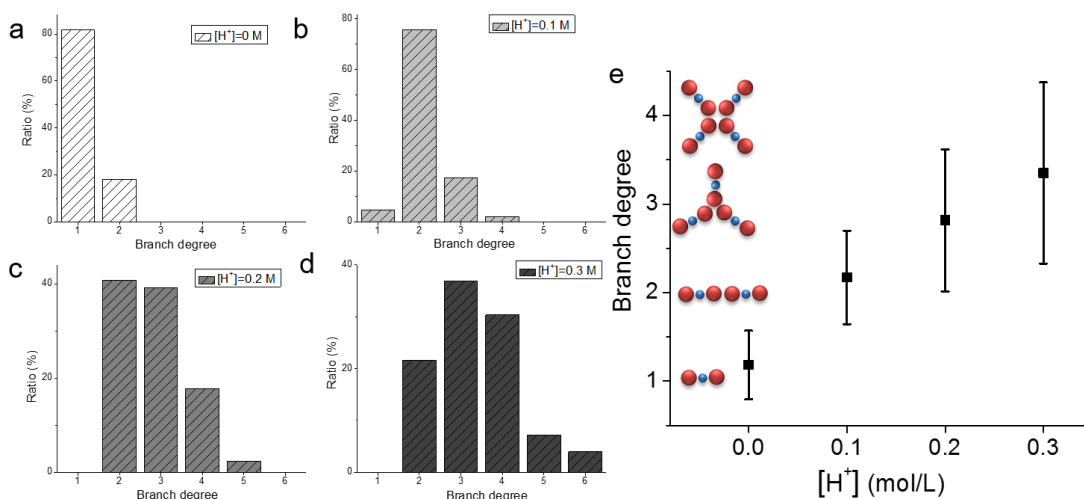 a
[H⁺]=0 M
Ratio (%)
80
60
40
20
0
1 2 3 4 5 6
Branch degree
b
[H⁺]=0.1 M
Ratio (%)
80
60
40
20
0
1 2 3 4 5 6
Branch degree
c
[H⁺]=0.2 M
Ratio (%)
40
20
0
1 2 3 4 5 6
Branch degree
d
[H⁺]=0.3 M
Ratio (%)
40
20
0
1 2 3 4 5 6
Branch degree
e
Branch degree
4
3
2
1
0.0 0.1 0.2 0.3
[H⁺] (mol/L)